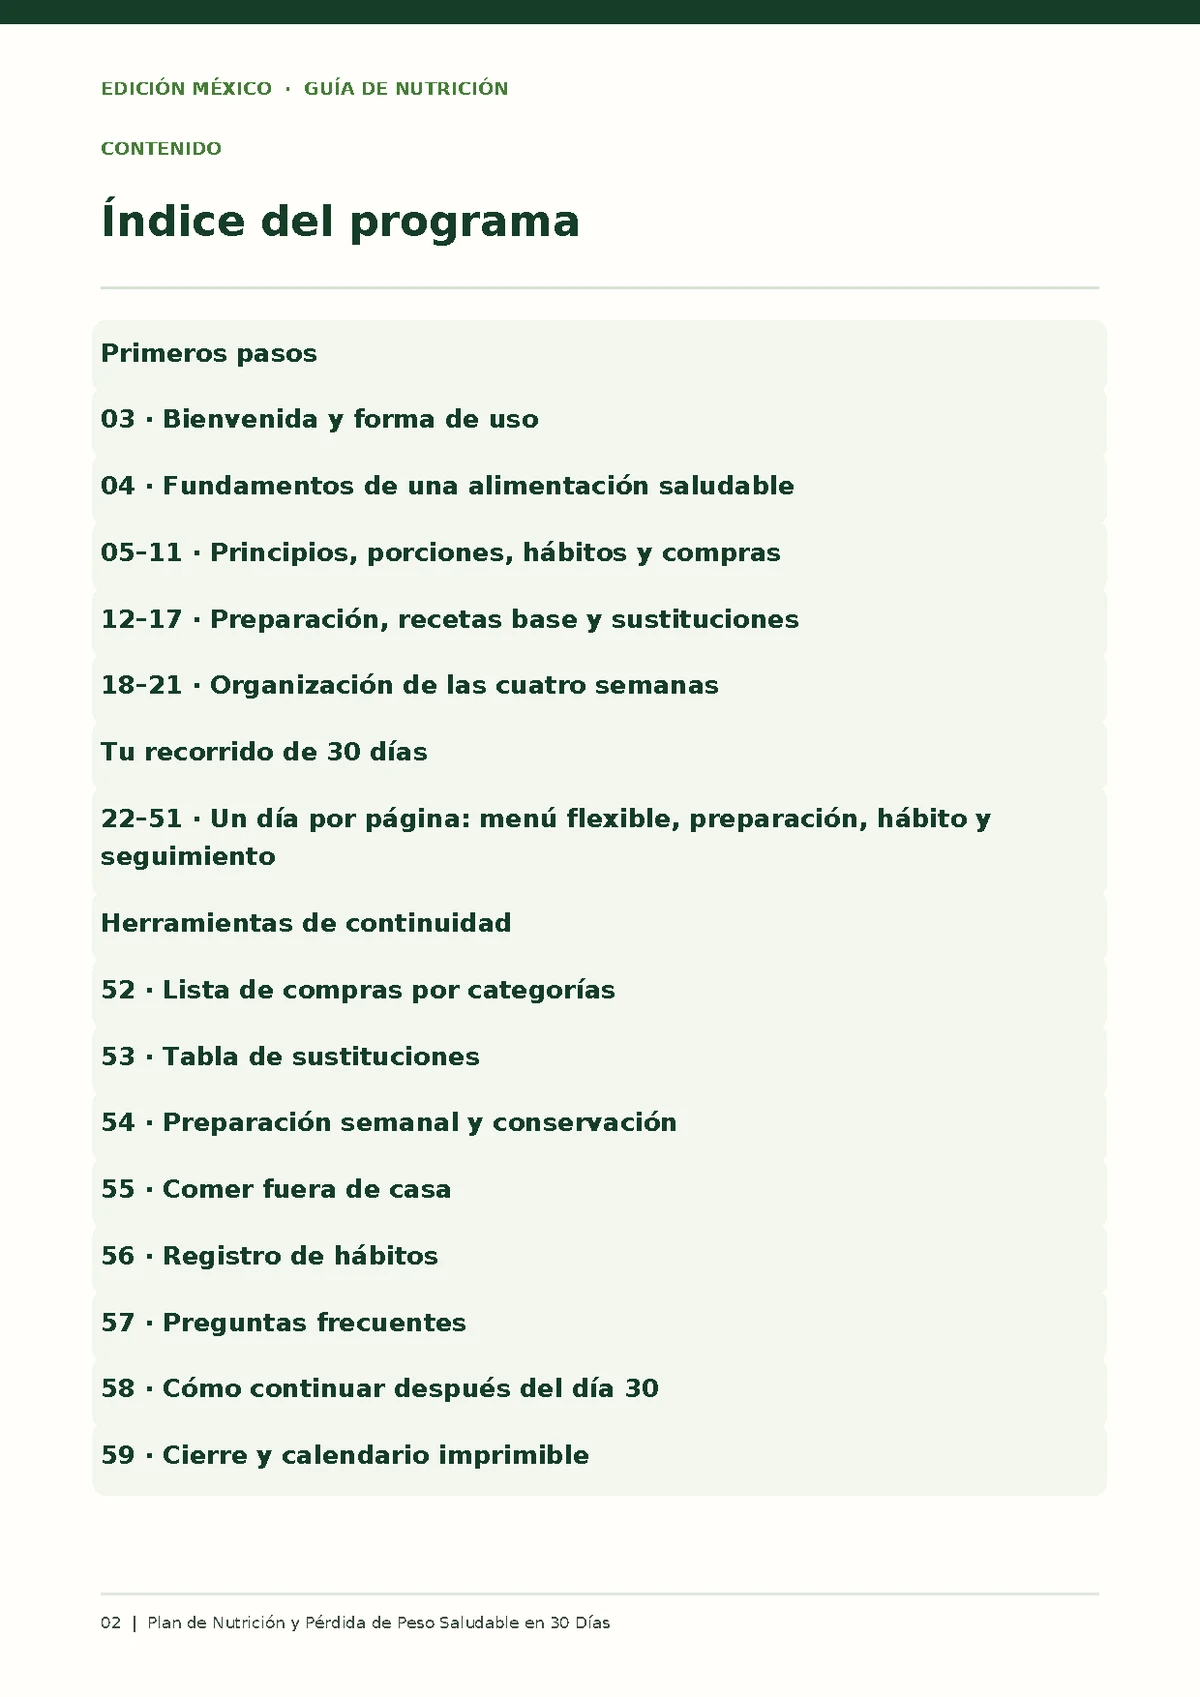 EDICIÓN MÉXICO · GUÍA DE NUTRICIÓN
CONTENIDO
Índice del programa
Primeros pasos
03 · Bienvenida y forma de uso
04 · Fundamentos de una alimentación saludable
05–11 · Principios, porciones, hábitos y compras
12–17 · Preparación, recetas base y sustituciones
18–21 · Organización de las cuatro semanas
Tu recorrido de 30 días
22–51 · Un día por página: menú flexible, preparación, hábito y
seguimiento
Herramientas de continuidad
52 · Lista de compras por categorías
53 · Tabla de sustituciones
54 · Preparación semanal y conservación
55 · Comer fuera de casa
56 · Registro de hábitos
57 · Preguntas frecuentes
58 · Cómo continuar después del día 30
59 · Cierre y calendario imprimible
02 | Plan de Nutrición y Pérdida de Peso Saludable en 30 Días